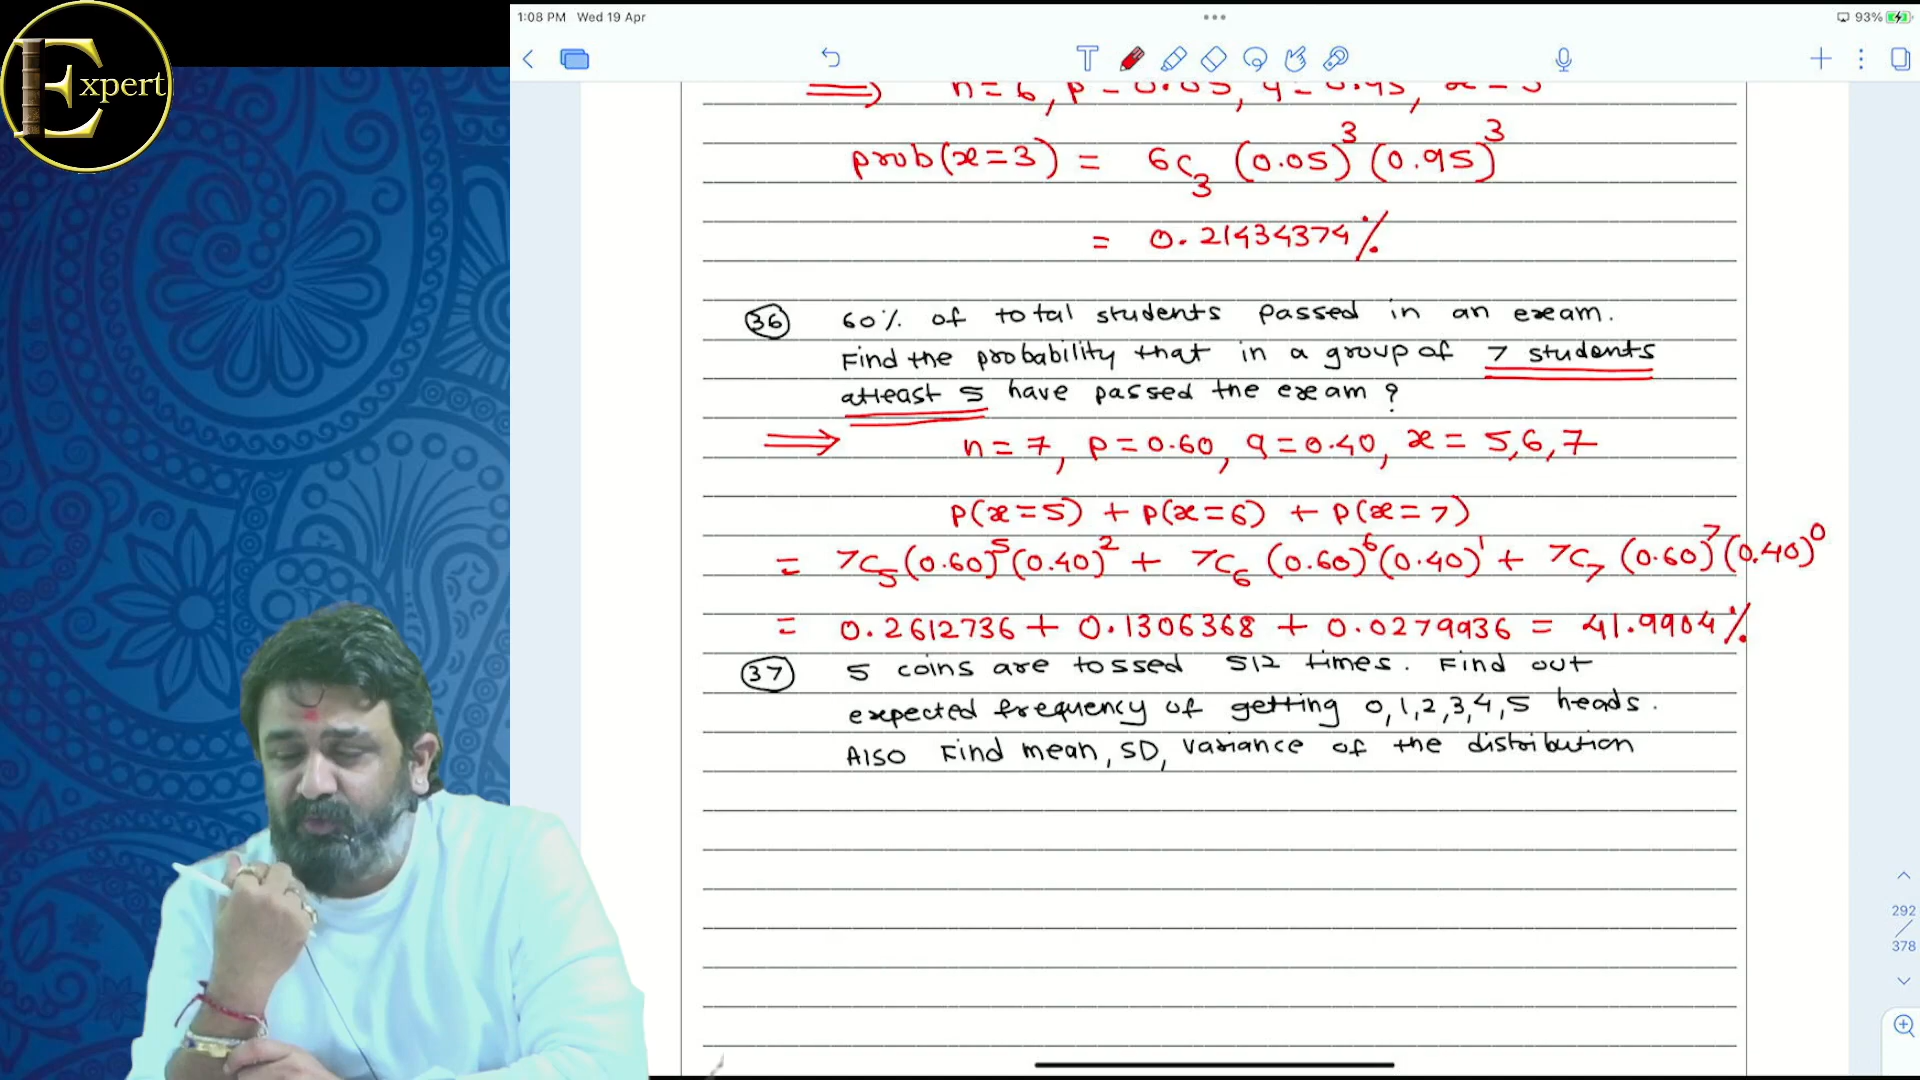 Expert
1:08 PM Wed 19 Apr
93%
prob(x=3) = 6C3 (0.05)^3 (0.95)^3
= 0.21434374%
36 60% of total students passed in an exam.
Find the probability that in a group of 7 students
atleast 5 have passed the exam ?
⟹ n=7, p=0.60, q=0.40, x=5,6,7
p(x=5) + p(x=6) + p(x=7)
= 7C5 (0.60)^5 (0.40)^2 + 7C6 (0.60)^6 (0.40)^1 + 7C7 (0.60)^7 (0.40)^0
= 0.2612736 + 0.1306368 + 0.0279936 = 41.9904%
37 5 coins are tossed 512 times. Find out
expected frequency of getting 0,1,2,3,4,5 heads.
Also Find mean, SD, variance of the distribution
292
378